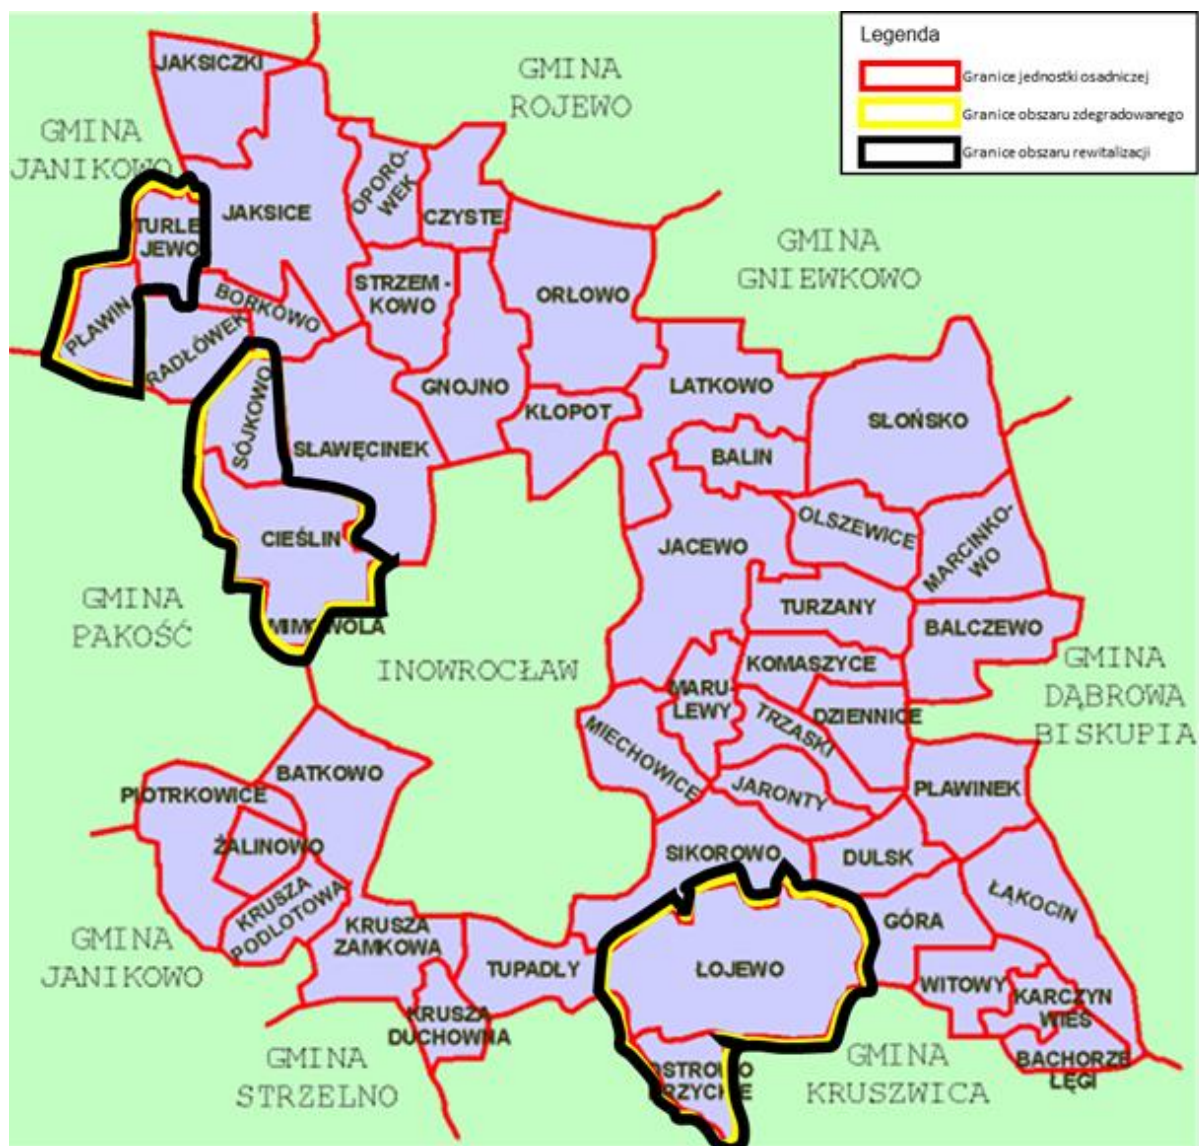 Legenda
Granice jednostki osadniczej
Granice obszaru zdegradowanego
Granice obszaru rewitalizacji
JAKSICZKI
GMINA
ROJEWO
GMINA
JANIKOWO
OPORÓ-
WEK
JAKSICE
CZYSTE
TURLE
JEWO
GMINA
GNIEWKOWO
STRZEM-
KOWO
ORŁOWO
BORKOWO
PŁAWIN
RADŁÓWEK
GNOJNO
LATKOWO
KŁOPOT
SŁOŃSKO
SÓJKOWO
SŁAWĘCINEK
BALIN
OLSZEWICE
MARCINKO-
WO
CIEŚLIN
JACEWO
GMINA
PAKOŚĆ
TURZANY
MIMOWOLA
BALCZEWO
INOWROCŁAW
KOMASZYCE
GMINA
DĄBROWA
BISKUPIA
MARU-
LEWY
TRZASKI
DZIENNICE
MIECHOWICE
BATKOWO
JARONTY
PŁAWINEK
PIOTRKOWICE
ŻALINOWO
SIKOROWO
DULSK
ŁĄKOCIN
KRUSZA
PODLOTOWA
GÓRA
KRUSZA
ZAMKOWA
GMINA
JANIKOWO
TUPADŁY
ŁOJEWO
WITOWY
KARCZYN
WIEŚ
KRUSZA
DUCHOWNA
GMINA
STRZELNO
GMINA
KRUSZWICA
BACHORZE
ŁĘGI